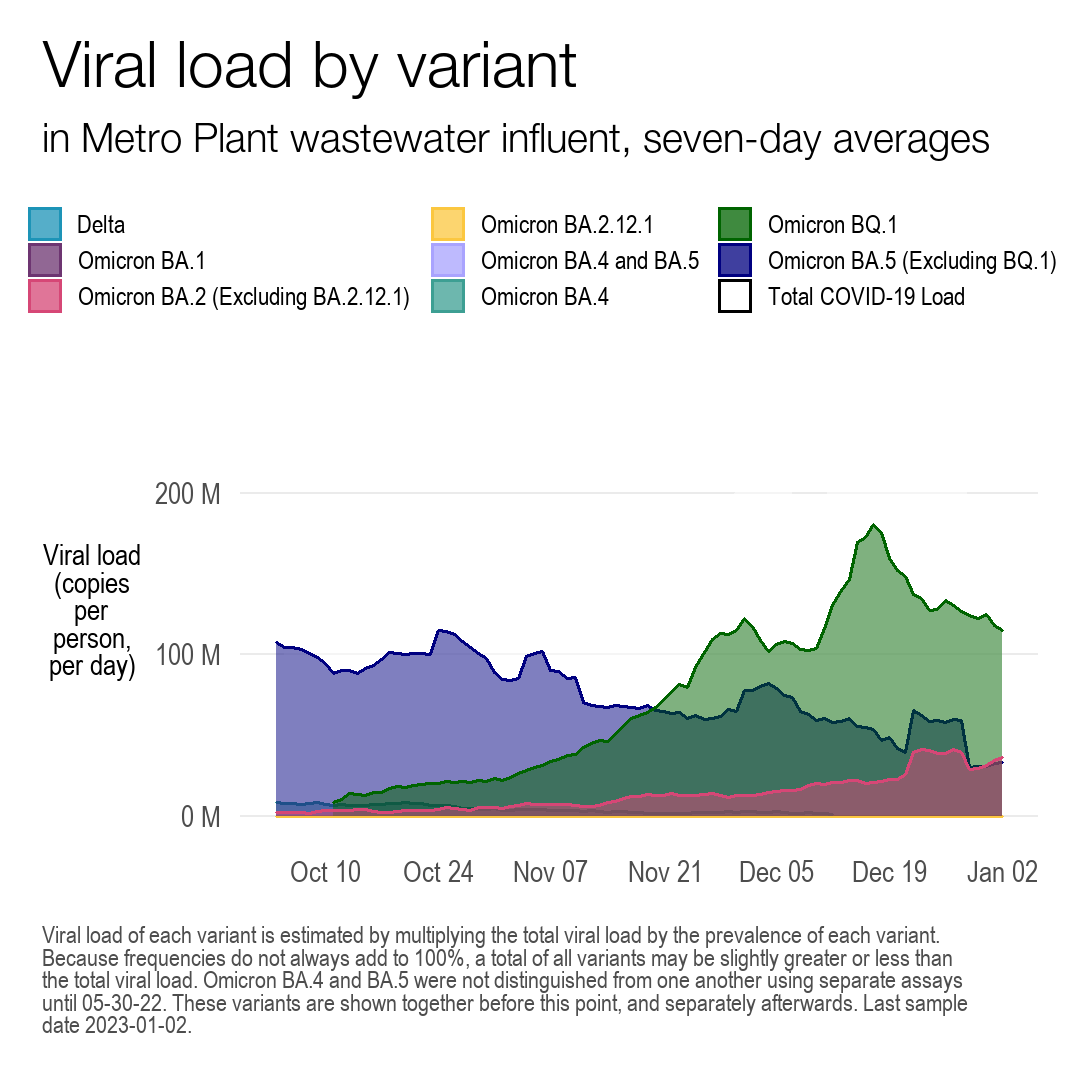 Viral load by variant
in Metro Plant wastewater influent, seven-day averages
Delta
Omicron BA.1
Omicron BA.2 (Excluding BA.2.12.1)
Omicron BA.2.12.1
Omicron BA.4 and BA.5
Omicron BA.4
Omicron BQ.1
Omicron BA.5 (Excluding BQ.1)
Total COVID-19 Load
Viral load
(copies
per
person,
per day)
200 M
100 M
0 M
Oct 10
Oct 24
Nov 07
Nov 21
Dec 05
Dec 19
Jan 02
Viral load of each variant is estimated by multiplying the total viral load by the prevalence of each variant.
Because frequencies do not always add to 100%, a total of all variants may be slightly greater or less than
the total viral load. Omicron BA.4 and BA.5 were not distinguished from one another using separate assays
until 05-30-22. These variants are shown together before this point, and separately afterwards. Last sample
date 2023-01-02.